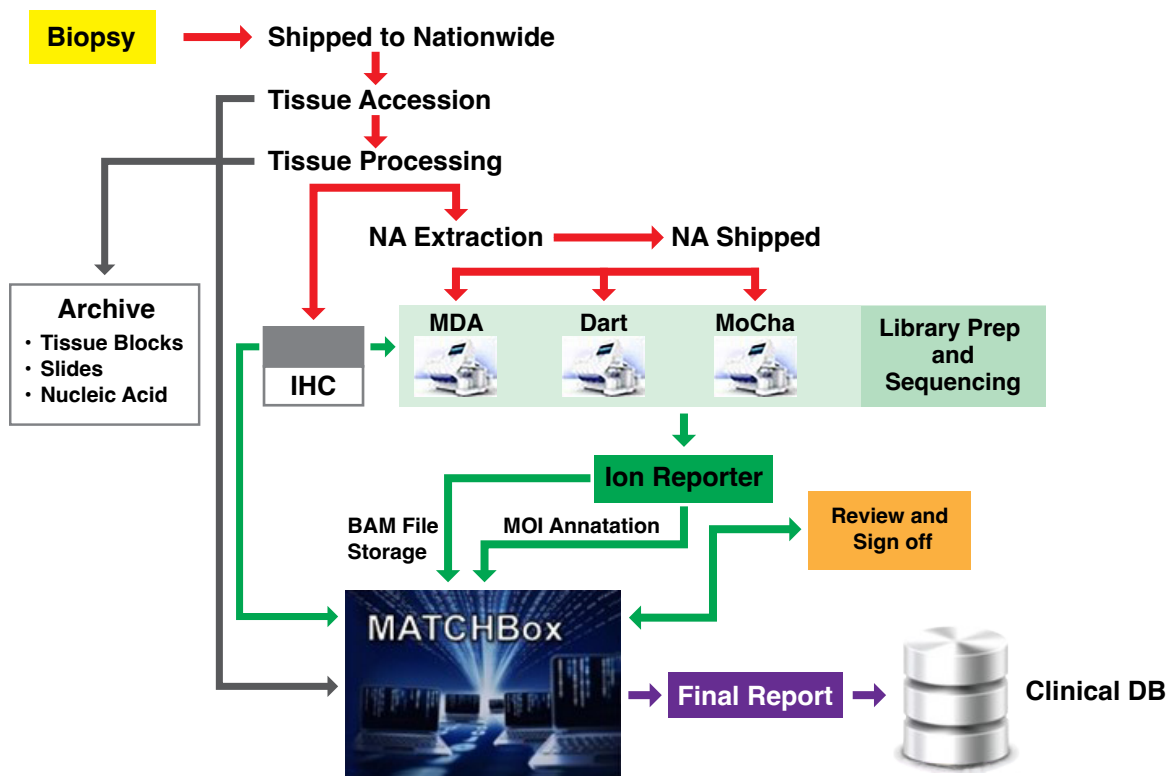 Biopsy
Shipped to Nationwide
Tissue Accession
Tissue Processing
NA Extraction
NA Shipped
Archive
· Tissue Blocks
· Slides
· Nucleic Acid
IHC
MDA
Dart
MoCha
Library Prep
and
Sequencing
Ion Reporter
BAM File
Storage
MOI Annatation
Review and
Sign off
MATCHBox
Final Report
Clinical DB